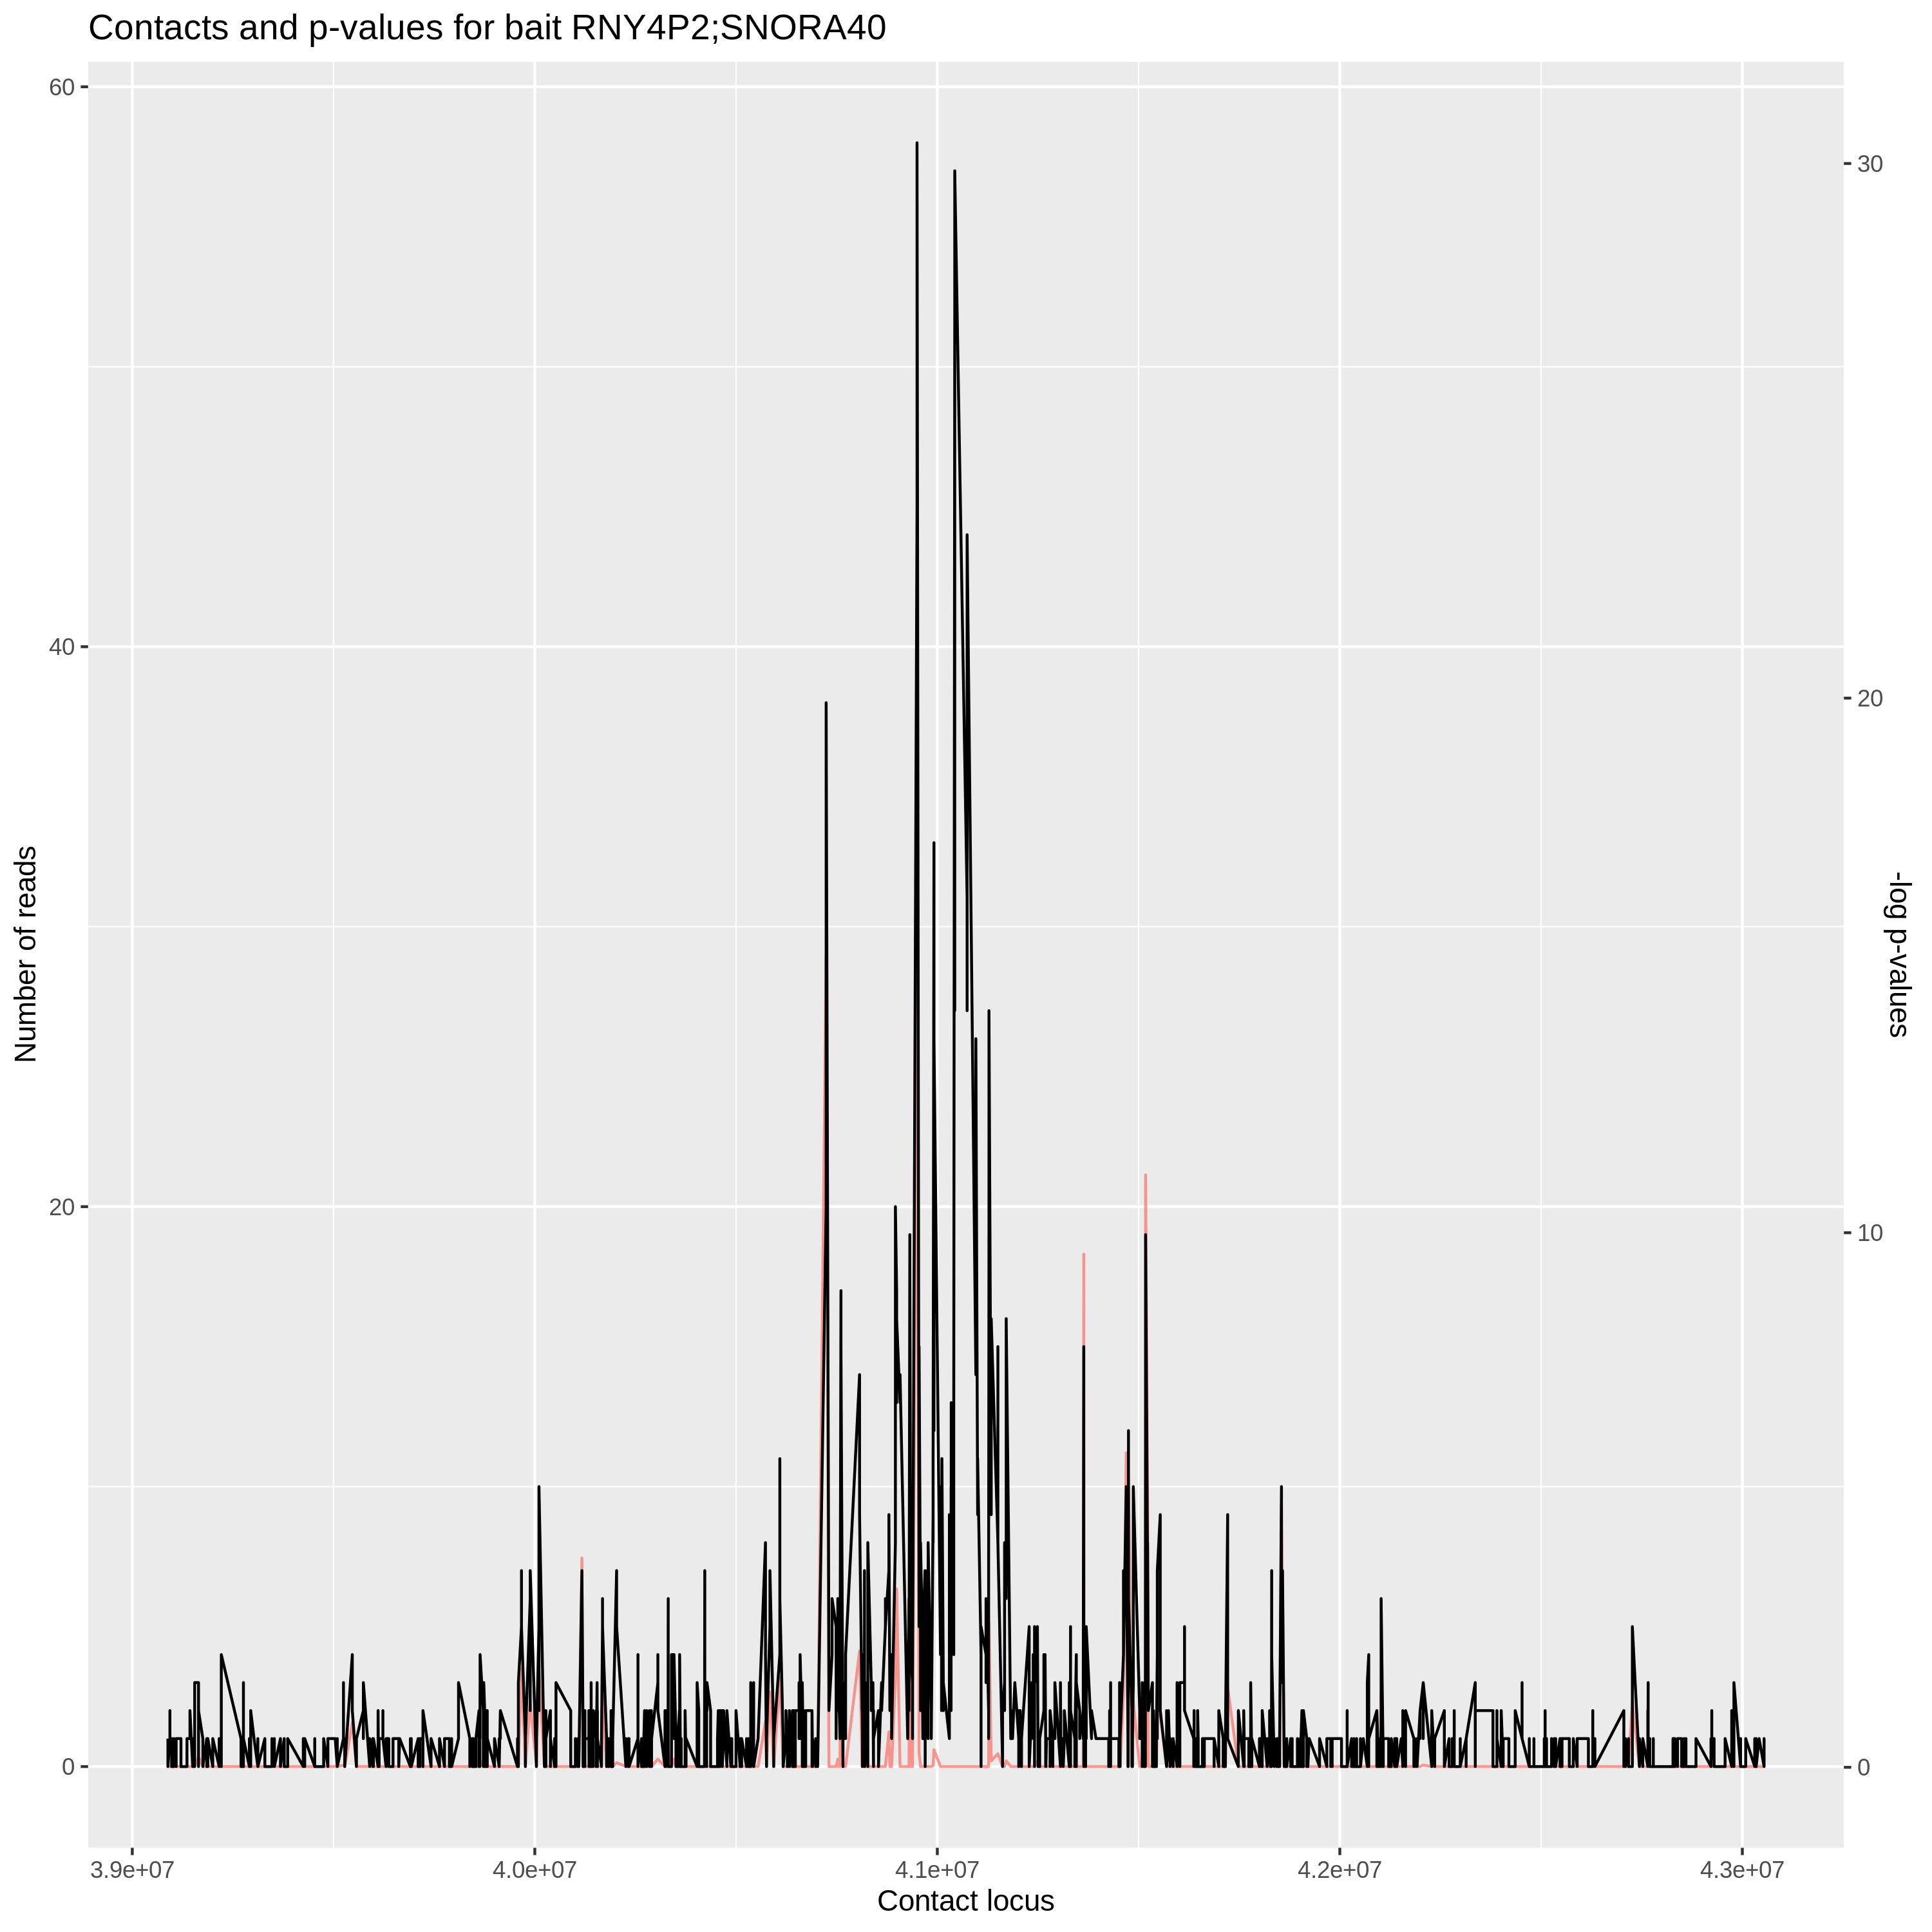 Contacts and p-values for bait RNY4P2;SNORA40
60
40
20
0
Number of reads
30
20
10
0
-log p-values
3.9e+07
4.0e+07
4.1e+07
4.2e+07
4.3e+07
Contact locus